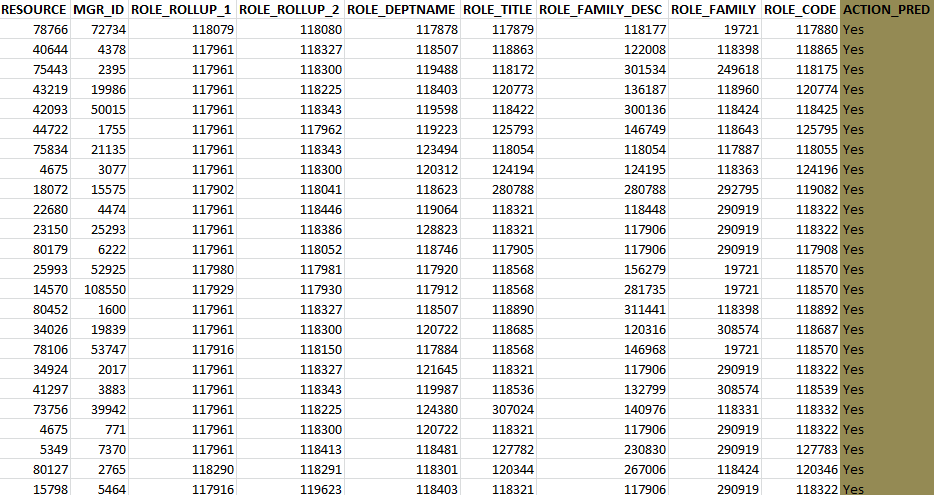 RESOURCE MGR_ID ROLE_ROLLUP_1 ROLE_ROLLUP_2 ROLE_DEPTNAME ROLE_TITLE ROLE_FAMILY_DESC ROLE_FAMILY ROLE_CODE ACTION_PRED
78766 72734 118079 118080 117878 117879 118177 19721 117880 Yes
40644 4378 117961 118327 118507 118863 122008 118398 118865 Yes
75443 2395 117961 118300 119488 118172 301534 249618 118175 Yes
43219 19986 117961 118225 118403 120773 136187 118960 120774 Yes
42093 50015 117961 118343 119598 118422 300136 118424 118425 Yes
44722 1755 117961 117962 119223 125793 146749 118643 125795 Yes
75834 21135 117961 118343 123494 118054 118054 117887 118055 Yes
4675 3077 117961 118300 120312 124194 124195 118363 124196 Yes
18072 15575 117902 118041 118623 280788 280788 292795 119082 Yes
22680 4474 117961 118446 119064 118321 118448 290919 118322 Yes
23150 25293 117961 118386 128823 118321 117906 290919 118322 Yes
80179 6222 117961 118052 118746 117905 117906 290919 117908 Yes
25993 52925 117980 117981 117920 118568 156279 19721 118570 Yes
14570 108550 117929 117930 117912 118568 281735 19721 118570 Yes
80452 1600 117961 118327 118507 118890 311441 118398 118892 Yes
34026 19839 117961 118300 120722 118685 120316 308574 118687 Yes
78106 53747 117916 118150 117884 118568 146968 19721 118570 Yes
34924 2017 117961 118327 121645 118321 117906 290919 118322 Yes
41297 3883 117961 118343 119987 118536 132799 308574 118539 Yes
73756 39942 117961 118225 124380 307024 140976 118331 118332 Yes
4675 771 117961 118300 120722 118321 117906 290919 118322 Yes
5349 7370 117961 118413 118481 127782 230830 290919 127783 Yes
80127 2765 118290 118291 118301 120344 267006 118424 120346 Yes
15798 5464 117916 119623 118403 118321 117906 290919 118322 Yes